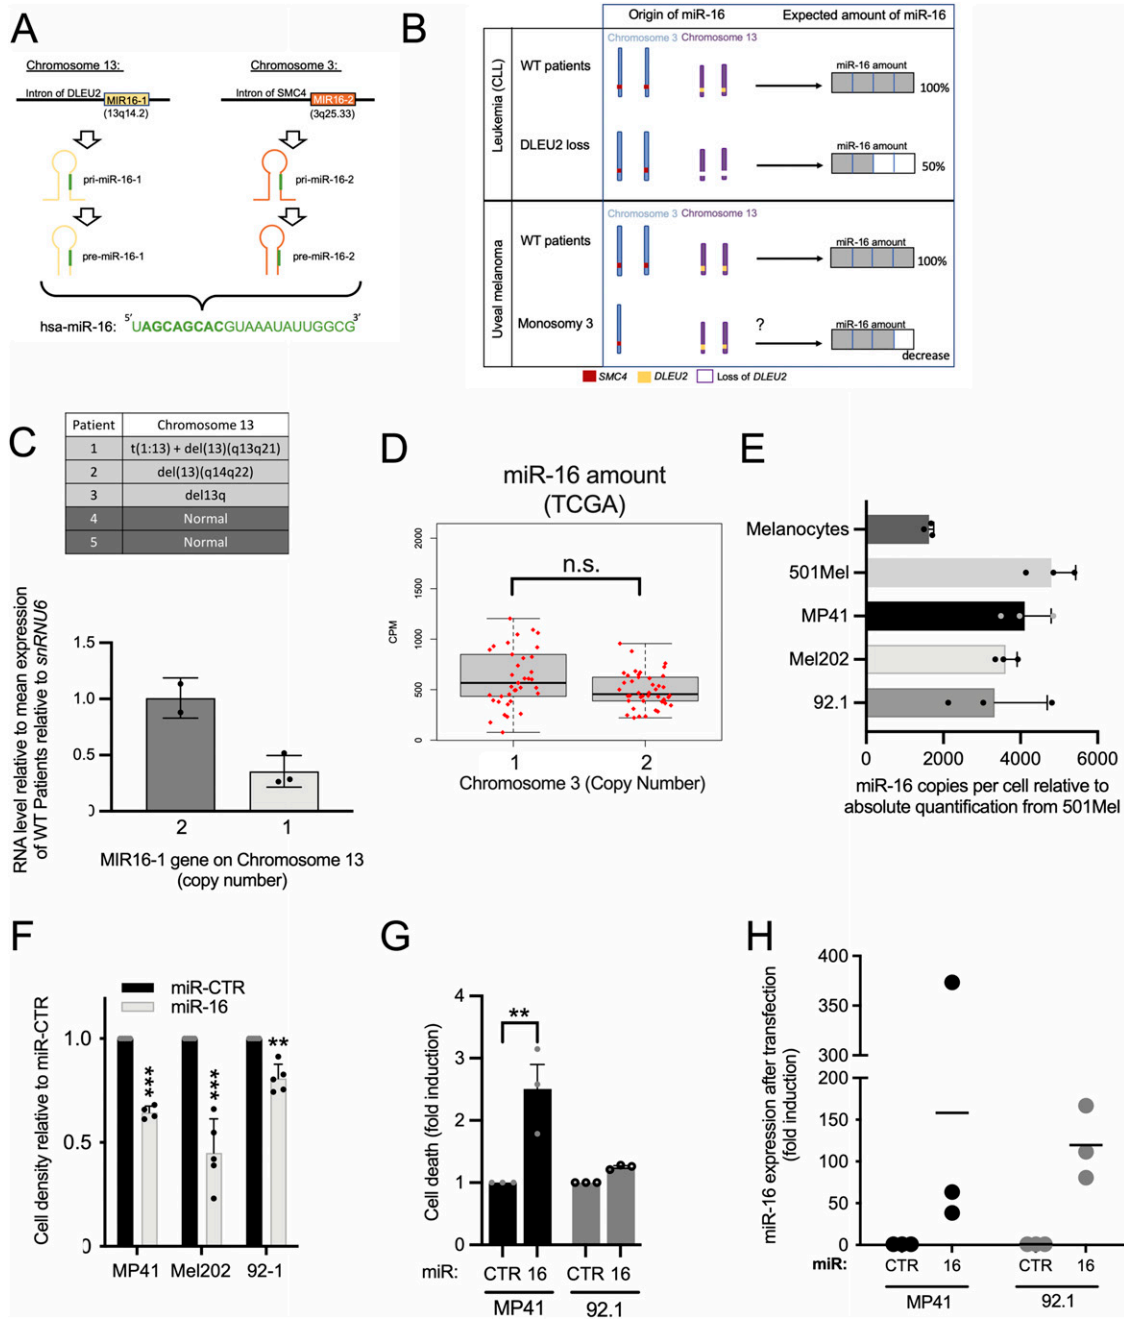 A
Chromosome 13:
Chromosome 3:
Intron of DLEU2
MIR16-1
(13q14.2)
Intron of SMC4
MIR16-2
(3q25.33)
pri-miR-16-1
pri-miR-16-2
pre-miR-16-1
pre-miR-16-2
hsa-miR-16: 5' UAGCAGCACGUAAAUAUUGGCG 3'
B
Origin of miR-16
Expected amount of miR-16
Leukemia (CLL)
Chromosome 3
Chromosome 13
WT patients
miR-16 amount
100%
DLEU2 loss
miR-16 amount
50%
Uveal melanoma
Chromosome 3
Chromosome 13
WT patients
miR-16 amount
100%
Monosomy 3
?
miR-16 amount
decrease
SMC4
DLEU2
Loss of DLEU2
C
Patient
Chromosome 13
1
t(1:13) + del(13)(q13q21)
2
del(13)(q14q22)
3
del13q
4
Normal
5
Normal
RNA level relative to mean expression
of WT Patients relative to snRNU6
1.5
1.0
0.5
2
1
MIR16-1 gene on Chromosome 13
(copy number)
D
miR-16 amount
(TCGA)
n.s.
CPM
2000
1500
1000
500
0
1
2
Chromosome 3 (Copy Number)
E
Melanocytes
501Mel
MP41
Mel202
92.1
0
2000
4000
6000
miR-16 copies per cell relative to
absolute quantification from 501Mel
F
miR-CTR
miR-16
Cell density relative to miR-CTR
1.0
0.5
0
***
***
**
MP41
Mel202
92-1
G
Cell death (fold induction)
4
3
2
1
0
**
miR:
CTR
16
CTR
16
MP41
92.1
H
miR-16 expression after transfection
(fold induction)
400
350
300
200
150
100
50
0
miR:
CTR
16
CTR
16
MP41
92.1